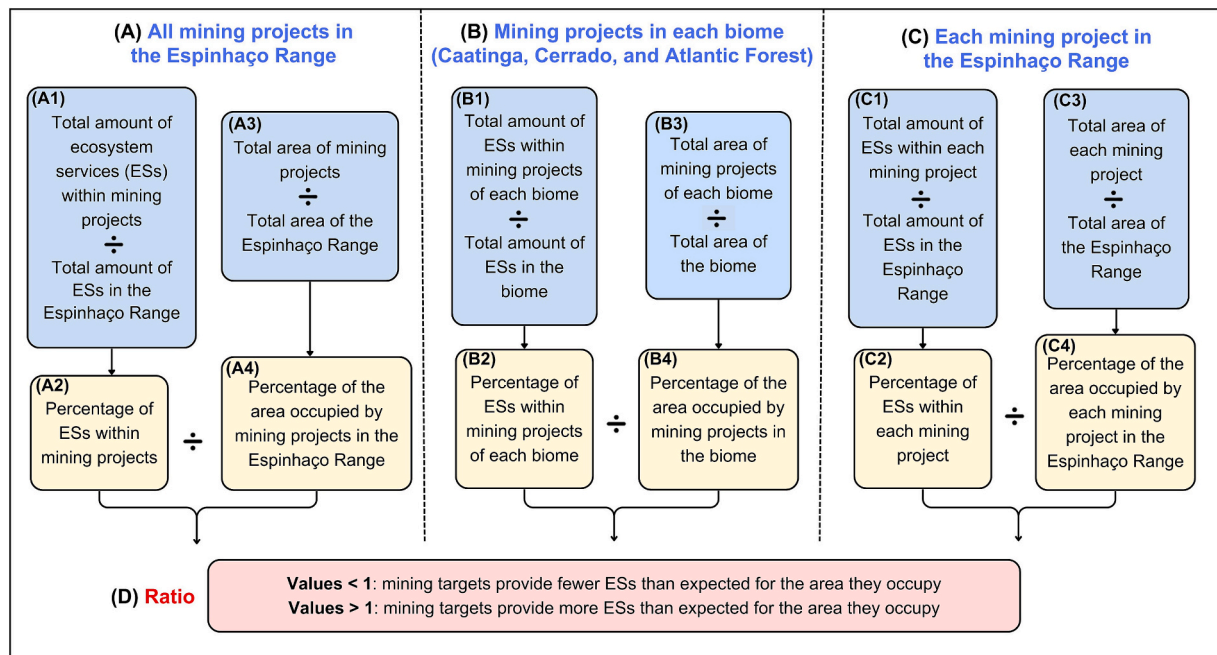 (A) All mining projects in
the Espinhaço Range
(A1)
Total amount of
ecosystem
services (ESs)
within mining
projects
÷
Total amount of
ESs in the
Espinhaço Range
(A3)
Total area of mining
projects
÷
Total area of the
Espinhaço Range
(A2)
Percentage of
ESs within
mining projects
÷
(A4)
Percentage of the
area occupied by
mining projects in the
Espinhaço Range
(B) Mining projects in each biome
(Caatinga, Cerrado, and Atlantic Forest)
(B1)
Total amount of
ESs within
mining projects
of each biome
÷
Total amount of
ESs in the
biome
(B3)
Total area of
mining projects
of each biome
÷
Total area of
the biome
(B2)
Percentage of
ESs within
mining projects
of each biome
÷
(B4)
Percentage of the
area occupied by
mining projects in
the biome
(C) Each mining project in
the Espinhaço Range
(C1)
Total amount of
ESs within each
mining project
÷
Total amount of
ESs in the
Espinhaço
Range
(C3)
Total area of
each mining
project
÷
Total area of
the Espinhaço
Range
(C2)
Percentage of
ESs within
each mining
project
÷
(C4)
Percentage of the
area occupied by
each mining
project in the
Espinhaço Range
(D) Ratio
Values < 1: mining targets provide fewer ESs than expected for the area they occupy
Values > 1: mining targets provide more ESs than expected for the area they occupy